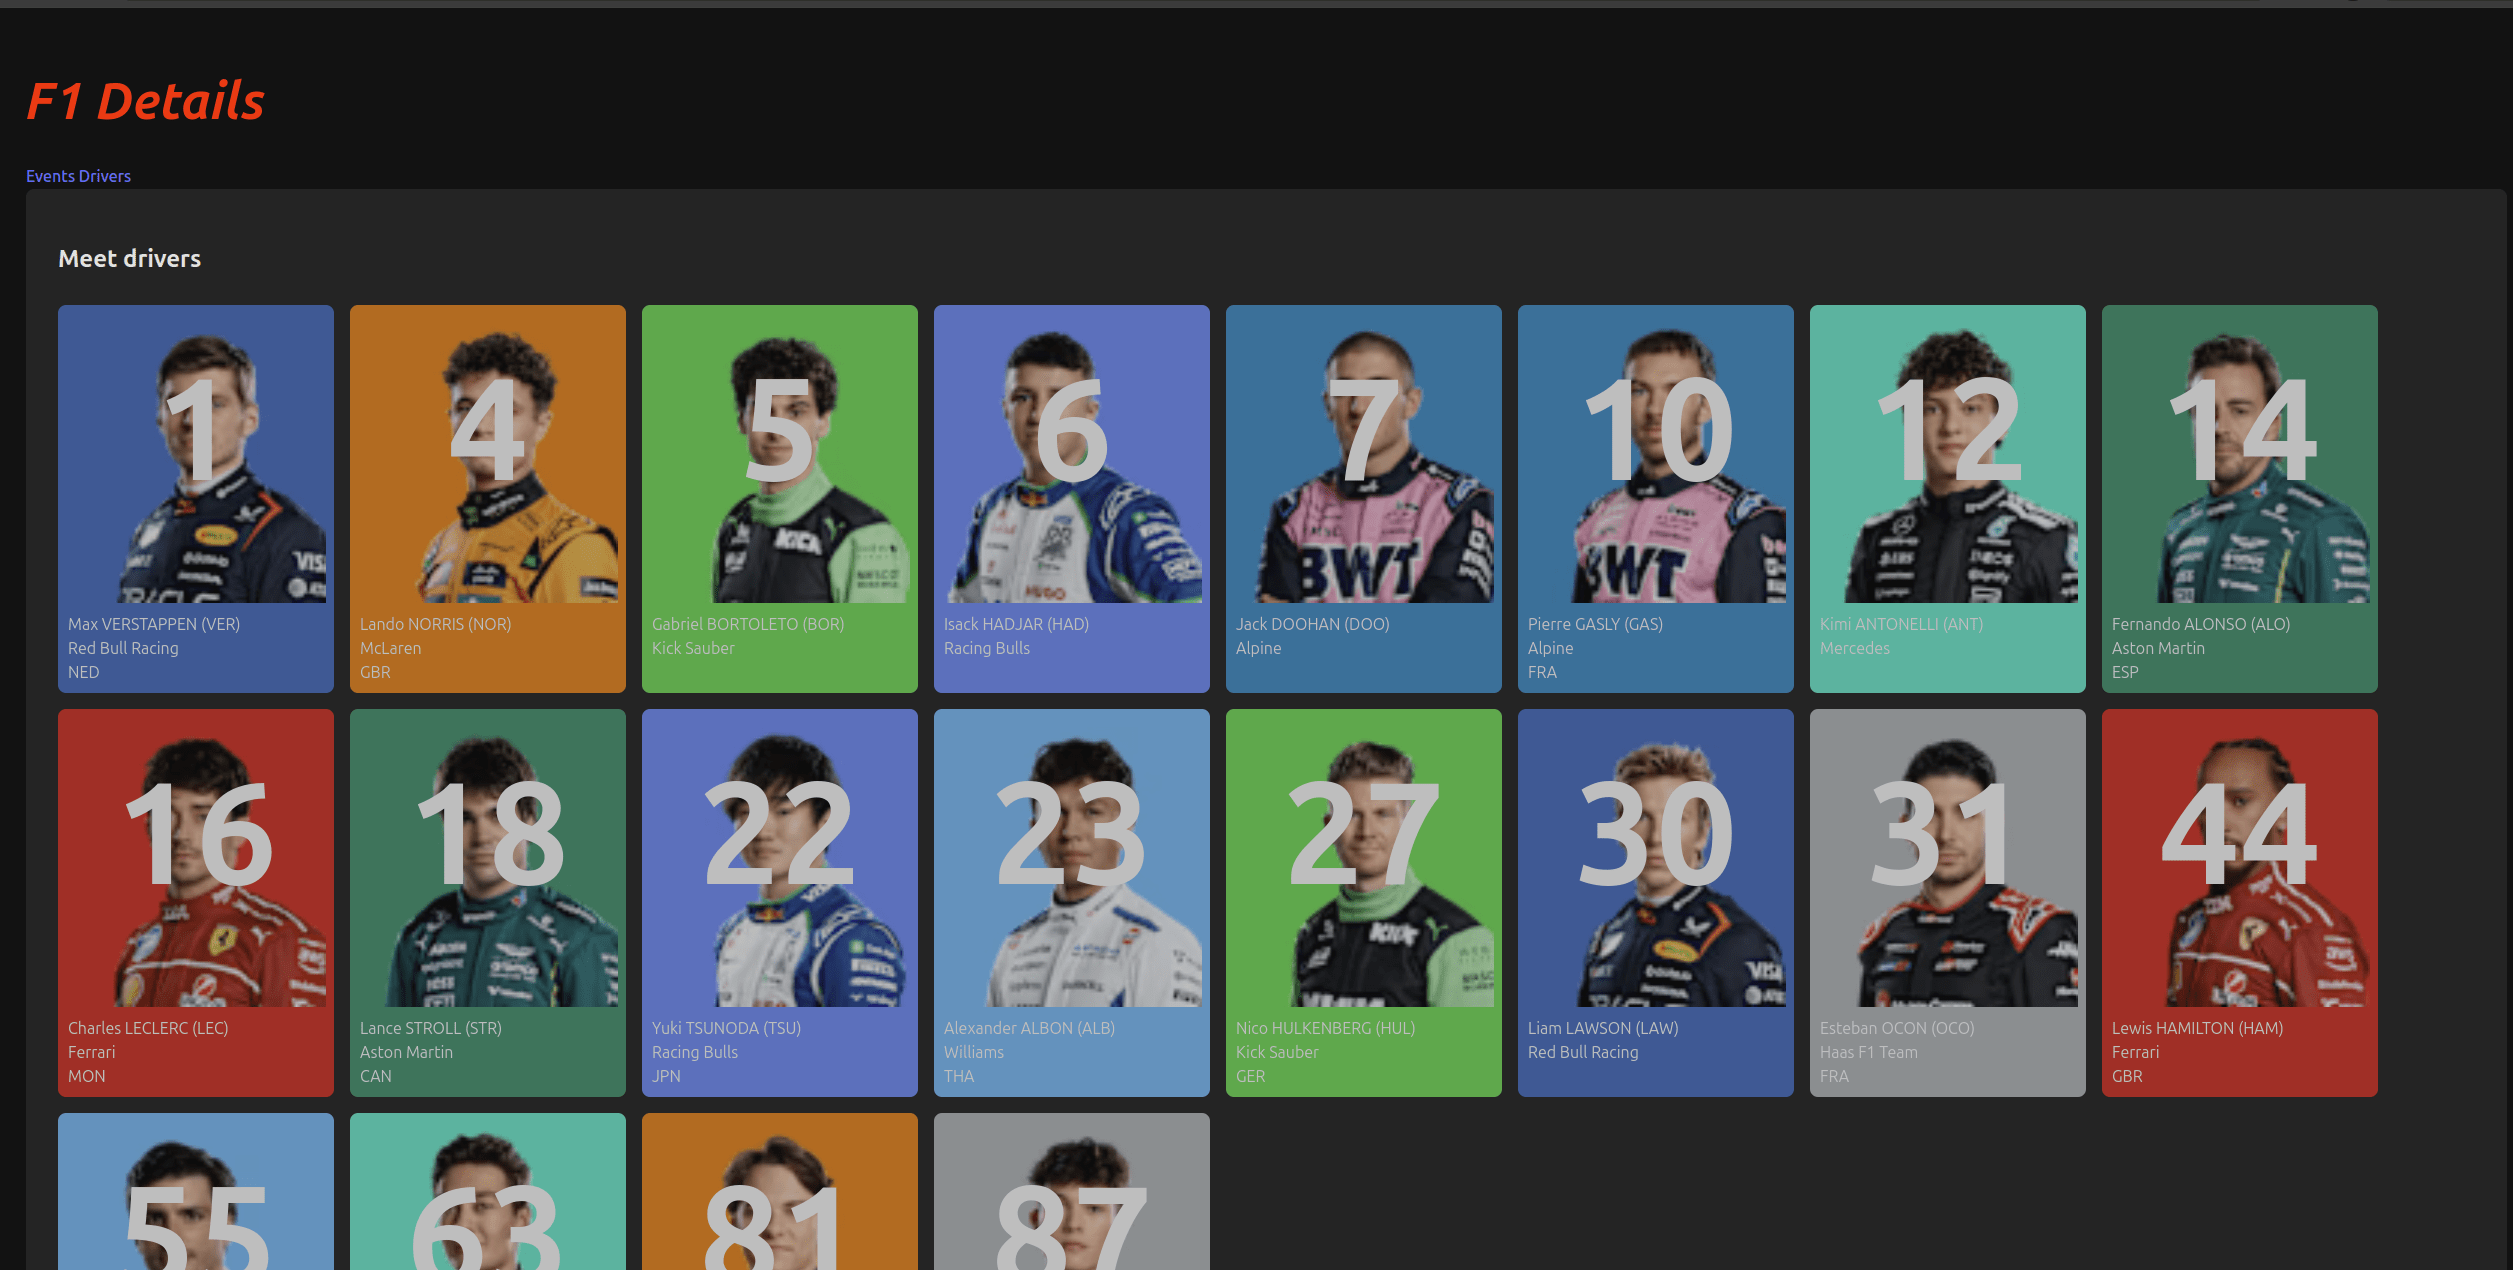 F1 Details
Events Drivers
Meet drivers
1
4
5
6
7
10
12
14
BWT
BWT
Max VERSTAPPEN (VER)
Red Bull Racing
NED
Lando NORRIS (NOR)
McLaren
GBR
Gabriel BORTOLETO (BOR)
Kick Sauber
Isack HADJAR (HAD)
Racing Bulls
Jack DOOHAN (DOO)
Alpine
Pierre GASLY (GAS)
Alpine
FRA
Kimi ANTONELLI (ANT)
Mercedes
Fernando ALONSO (ALO)
Aston Martin
ESP
16
18
22
23
27
30
31
44
Charles LECLERC (LEC)
Ferrari
MON
Lance STROLL (STR)
Aston Martin
CAN
Yuki TSUNODA (TSU)
Racing Bulls
JPN
Alexander ALBON (ALB)
Williams
THA
Nico HULKENBERG (HUL)
Kick Sauber
GER
Liam LAWSON (LAW)
Red Bull Racing
Esteban OCON (OCO)
Haas F1 Team
FRA
Lewis HAMILTON (HAM)
Ferrari
GBR
55
63
81
87